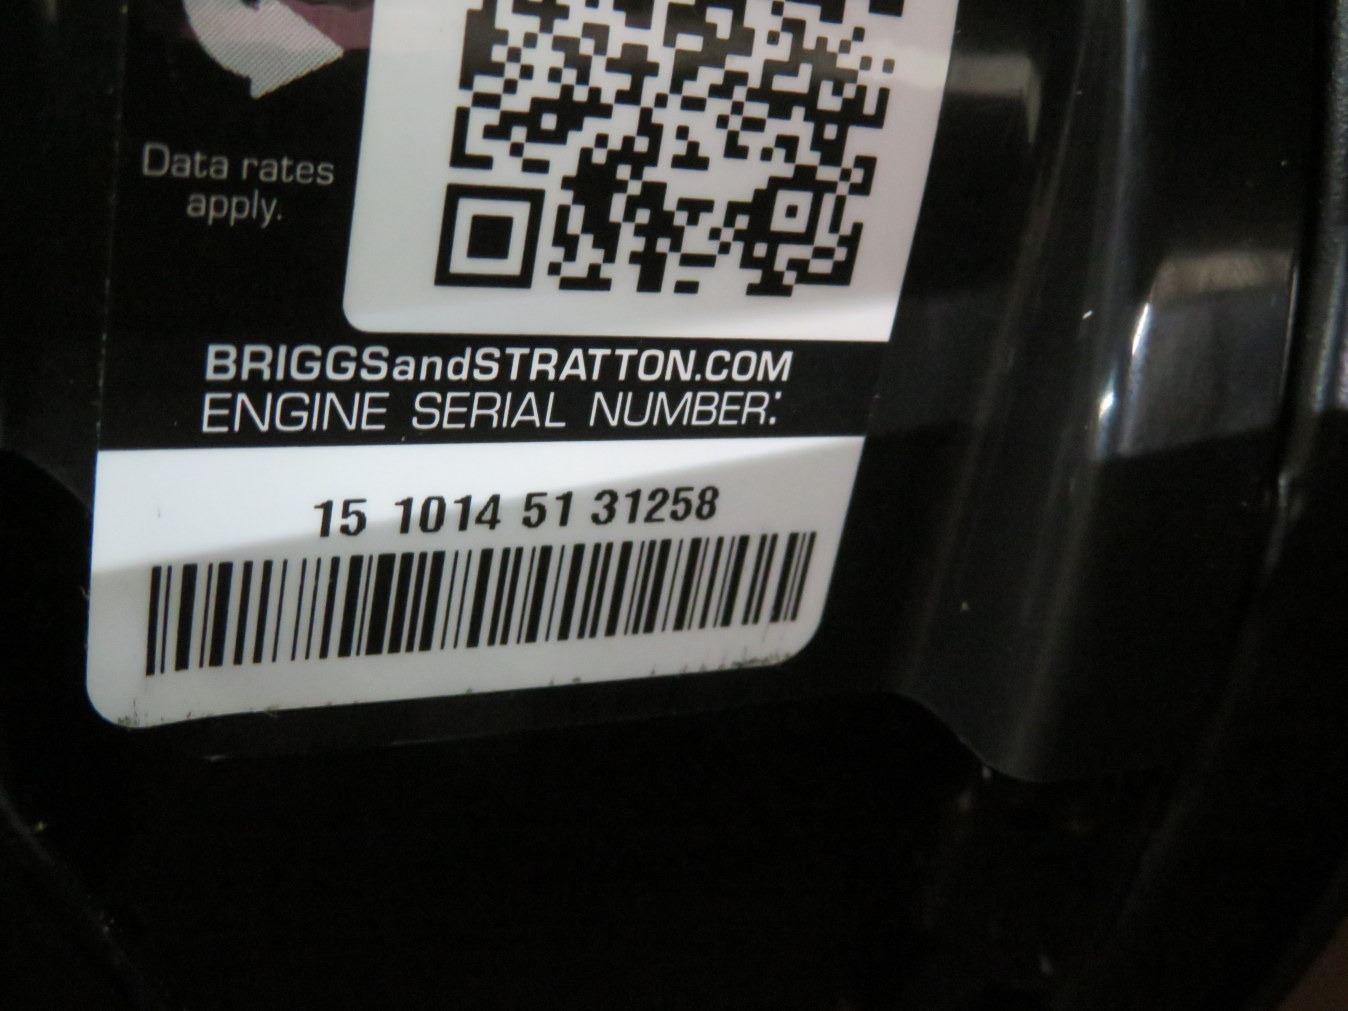 Data rates
apply.
BRIGGSandSTRATTON.COM
ENGINE SERIAL NUMBER:
15 1014 51 31258